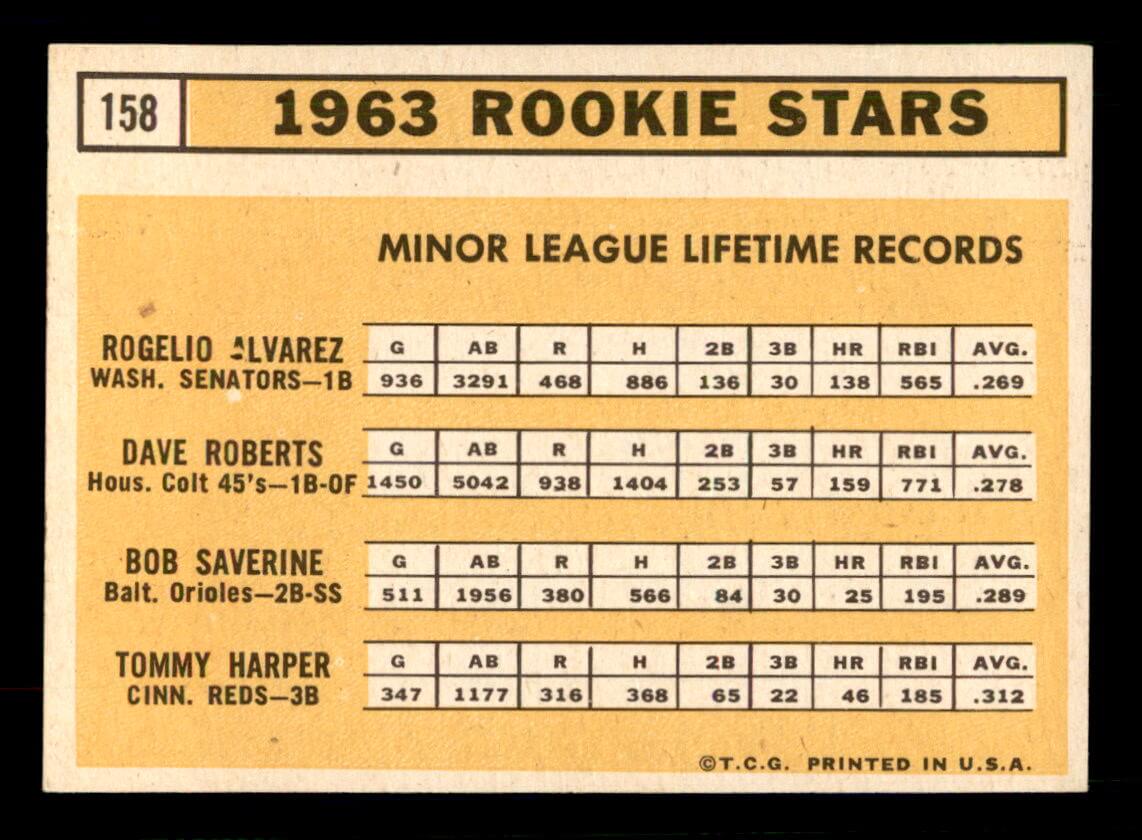 158 1963 ROOKIE STARS
MINOR LEAGUE LIFETIME RECORDS
ROGELIO ALVAREZ G AB R H 2B 3B HR RBI AVG.
WASH. SENATORS—1B 936 3291 468 886 136 30 138 565 .269
DAVE ROBERTS G AB R H 2B 3B HR RBI AVG.
Hous. Colt 45's—1B-OF 1450 5042 938 1404 253 57 159 771 .278
BOB SAVERINE G AB R H 2B 3B HR RBI AVG.
Balt. Orioles—2B-SS 511 1956 380 566 84 30 25 195 .289
TOMMY HARPER G AB R H 2B 3B HR RBI AVG.
CINN. REDS—3B 347 1177 316 368 65 22 46 185 .312
©T.C.G. PRINTED IN U.S.A.